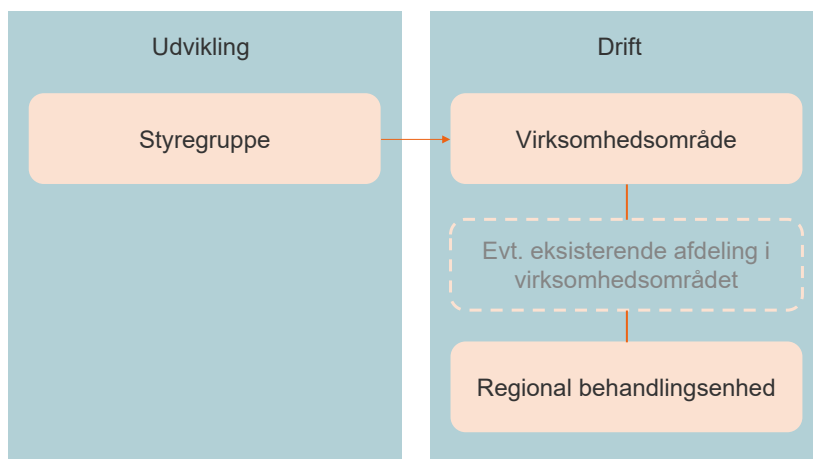 Udvikling
Styregruppe
Drift
Virksomhedsområde
Evt. eksisterende afdeling i
virksomhedsområdet
Regional behandlingsenhed